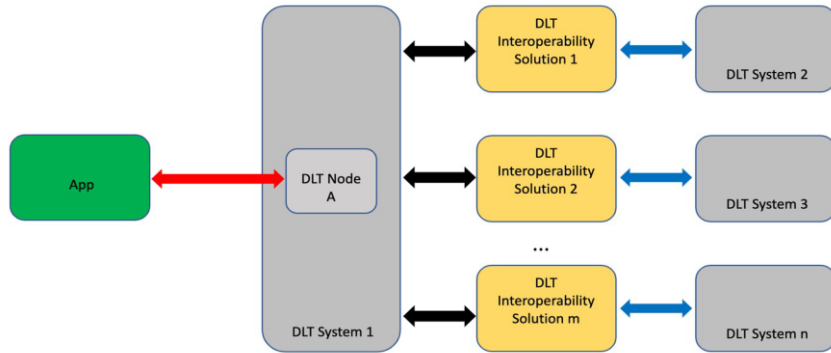 App
DLT Node
A
DLT System 1
DLT
Interoperability
Solution 1
DLT System 2
DLT
Interoperability
Solution 2
DLT System 3
...
DLT
Interoperability
Solution m
DLT System n